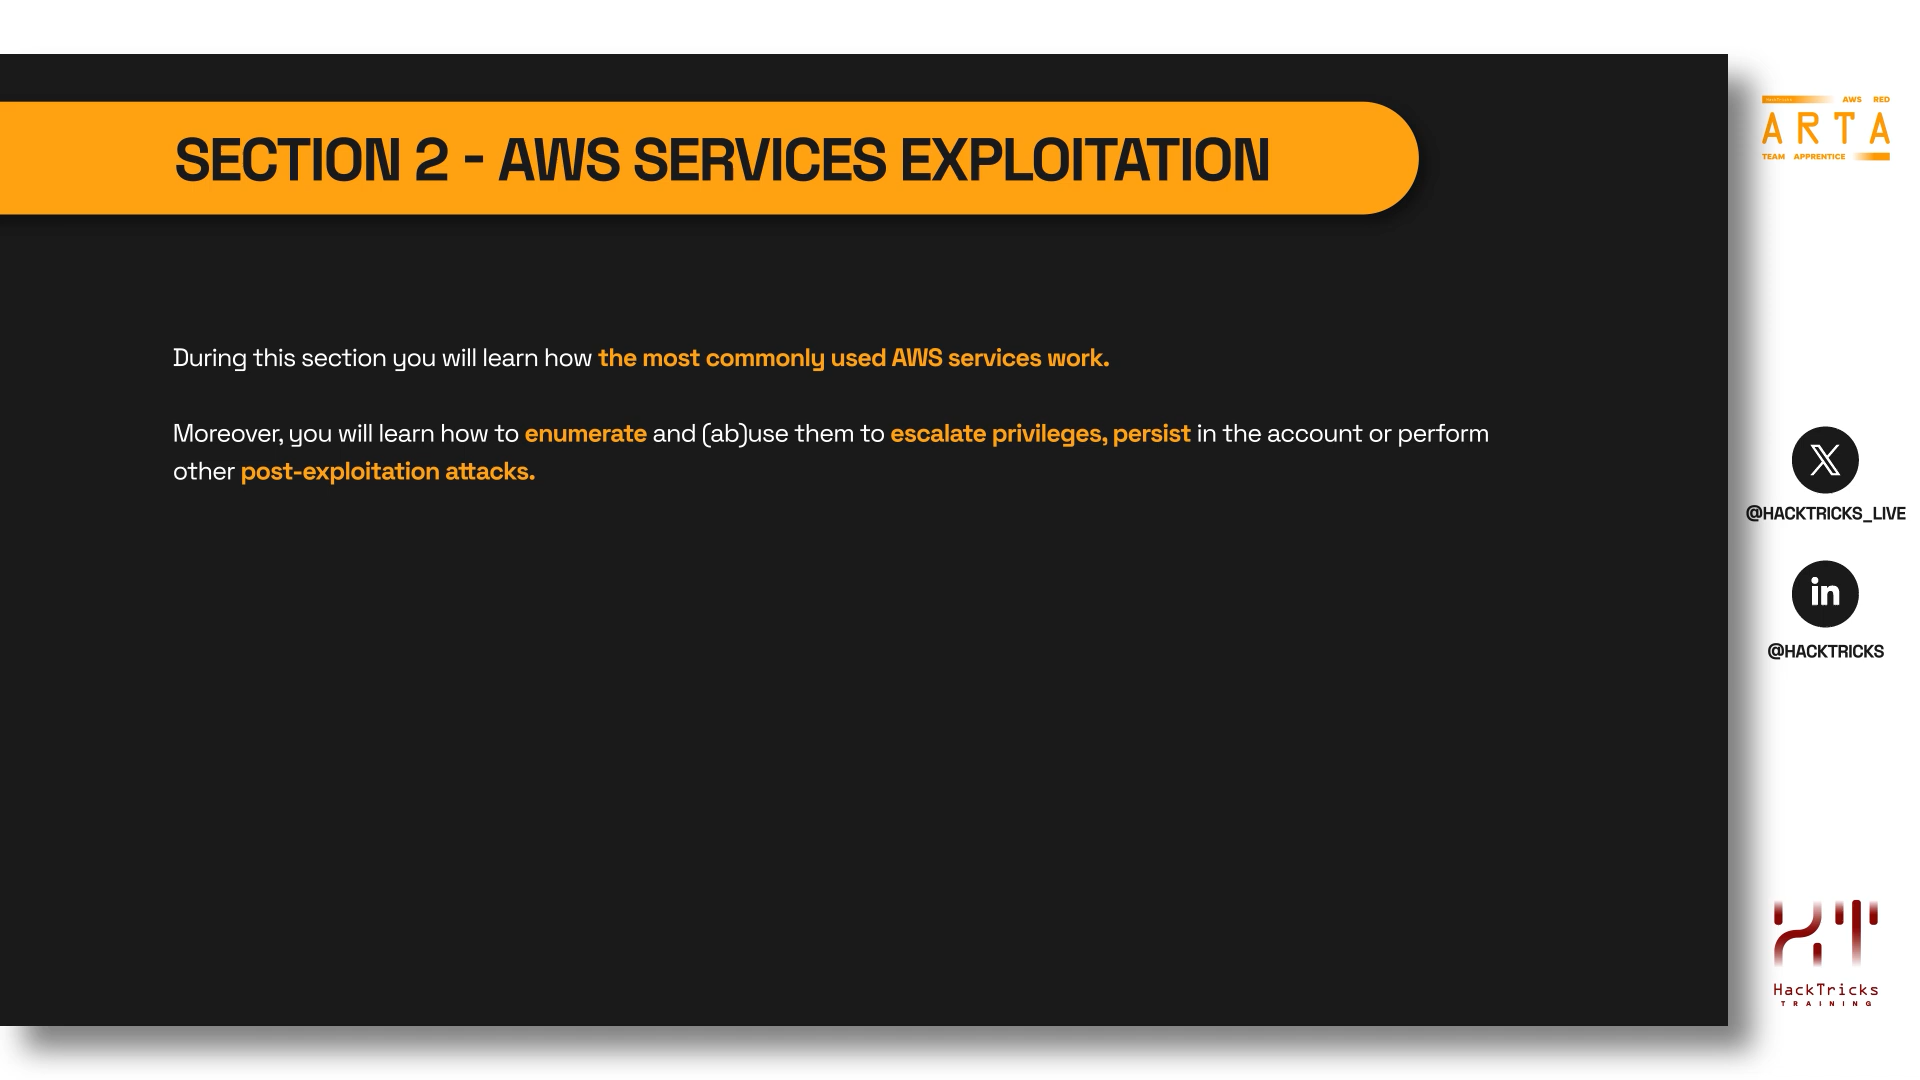 SECTION 2 - AWS SERVICES EXPLOITATION
During this section you will learn how the most commonly used AWS services work.
Moreover, you will learn how to enumerate and (ab)use them to escalate privileges, persist in the account or perform
other post-exploitation attacks.
AWS RED
ARTA
TEAM APPRENTICE
@HACKTRICKS_LIVE
in
@HACKTRICKS
HackTricks
TRAINING